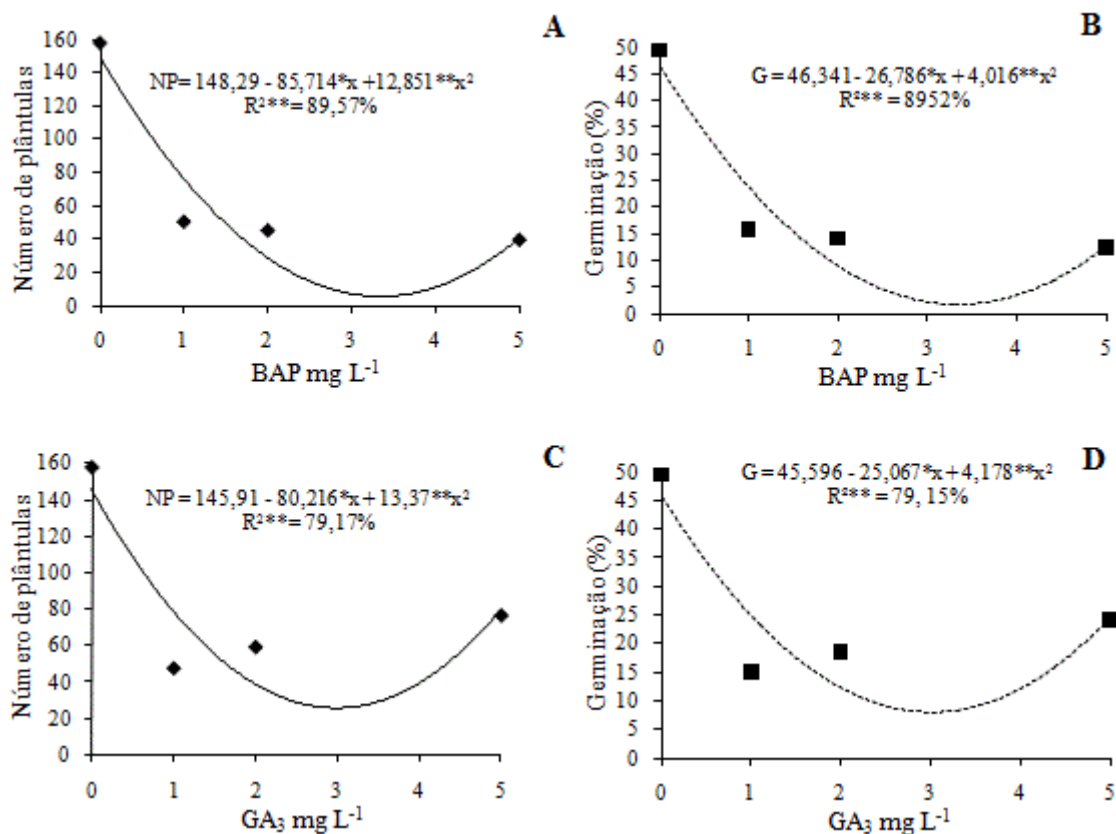 A
NP = 148,29 - 85,714*x + 12,851**x²
R²** = 89,57%
Número de plântulas
160
140
120
100
80
60
40
20
0
0 1 2 3 4 5
BAP mg L⁻¹
B
G = 46,341- 26,786*x + 4,016**x²
R²** = 8952%
Germinação (%)
50
45
40
35
30
25
20
15
10
5
0
0 1 2 3 4 5
BAP mg L⁻¹
C
NP = 145,91 - 80,216*x + 13,37**x²
R²** = 79,17%
Número de plântulas
160
140
120
100
80
60
40
20
0
0 1 2 3 4 5
GA₃ mg L⁻¹
D
G = 45,596 - 25,067*x + 4,178**x²
R²** = 79, 15%
Germinação (%)
50
45
40
35
30
25
20
15
10
5
0
0 1 2 3 4 5
GA₃ mg L⁻¹